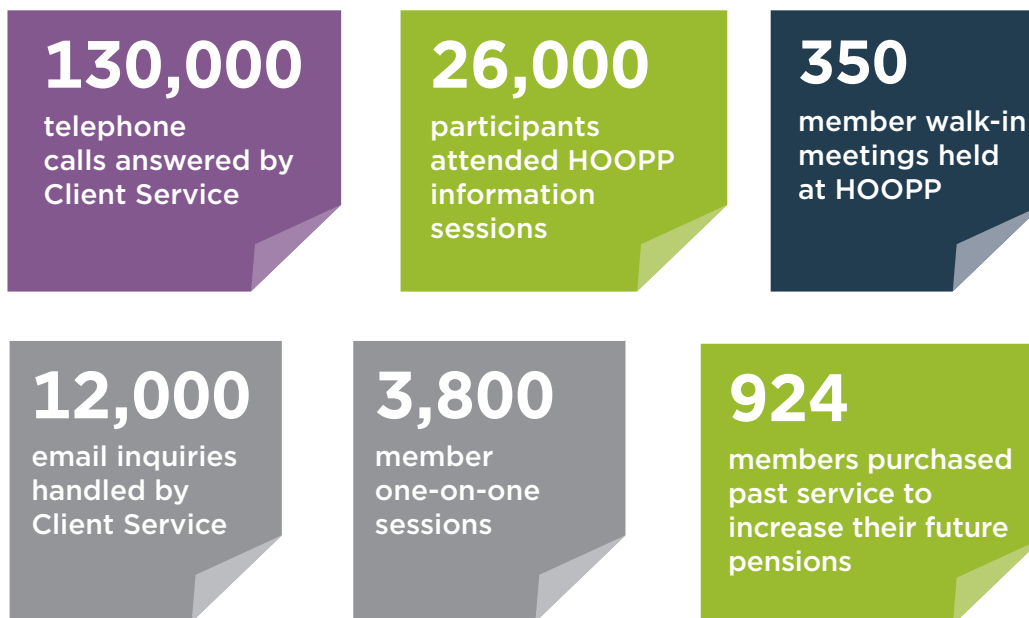 130,000
telephone
calls answered by
Client Service
26,000
participants
attended HOOPP
information
sessions
350
member walk-in
meetings held
at HOOPP
12,000
email inquiries
handled by
Client Service
3,800
member
one-on-one
sessions
924
members purchased
past service to
increase their future
pensions